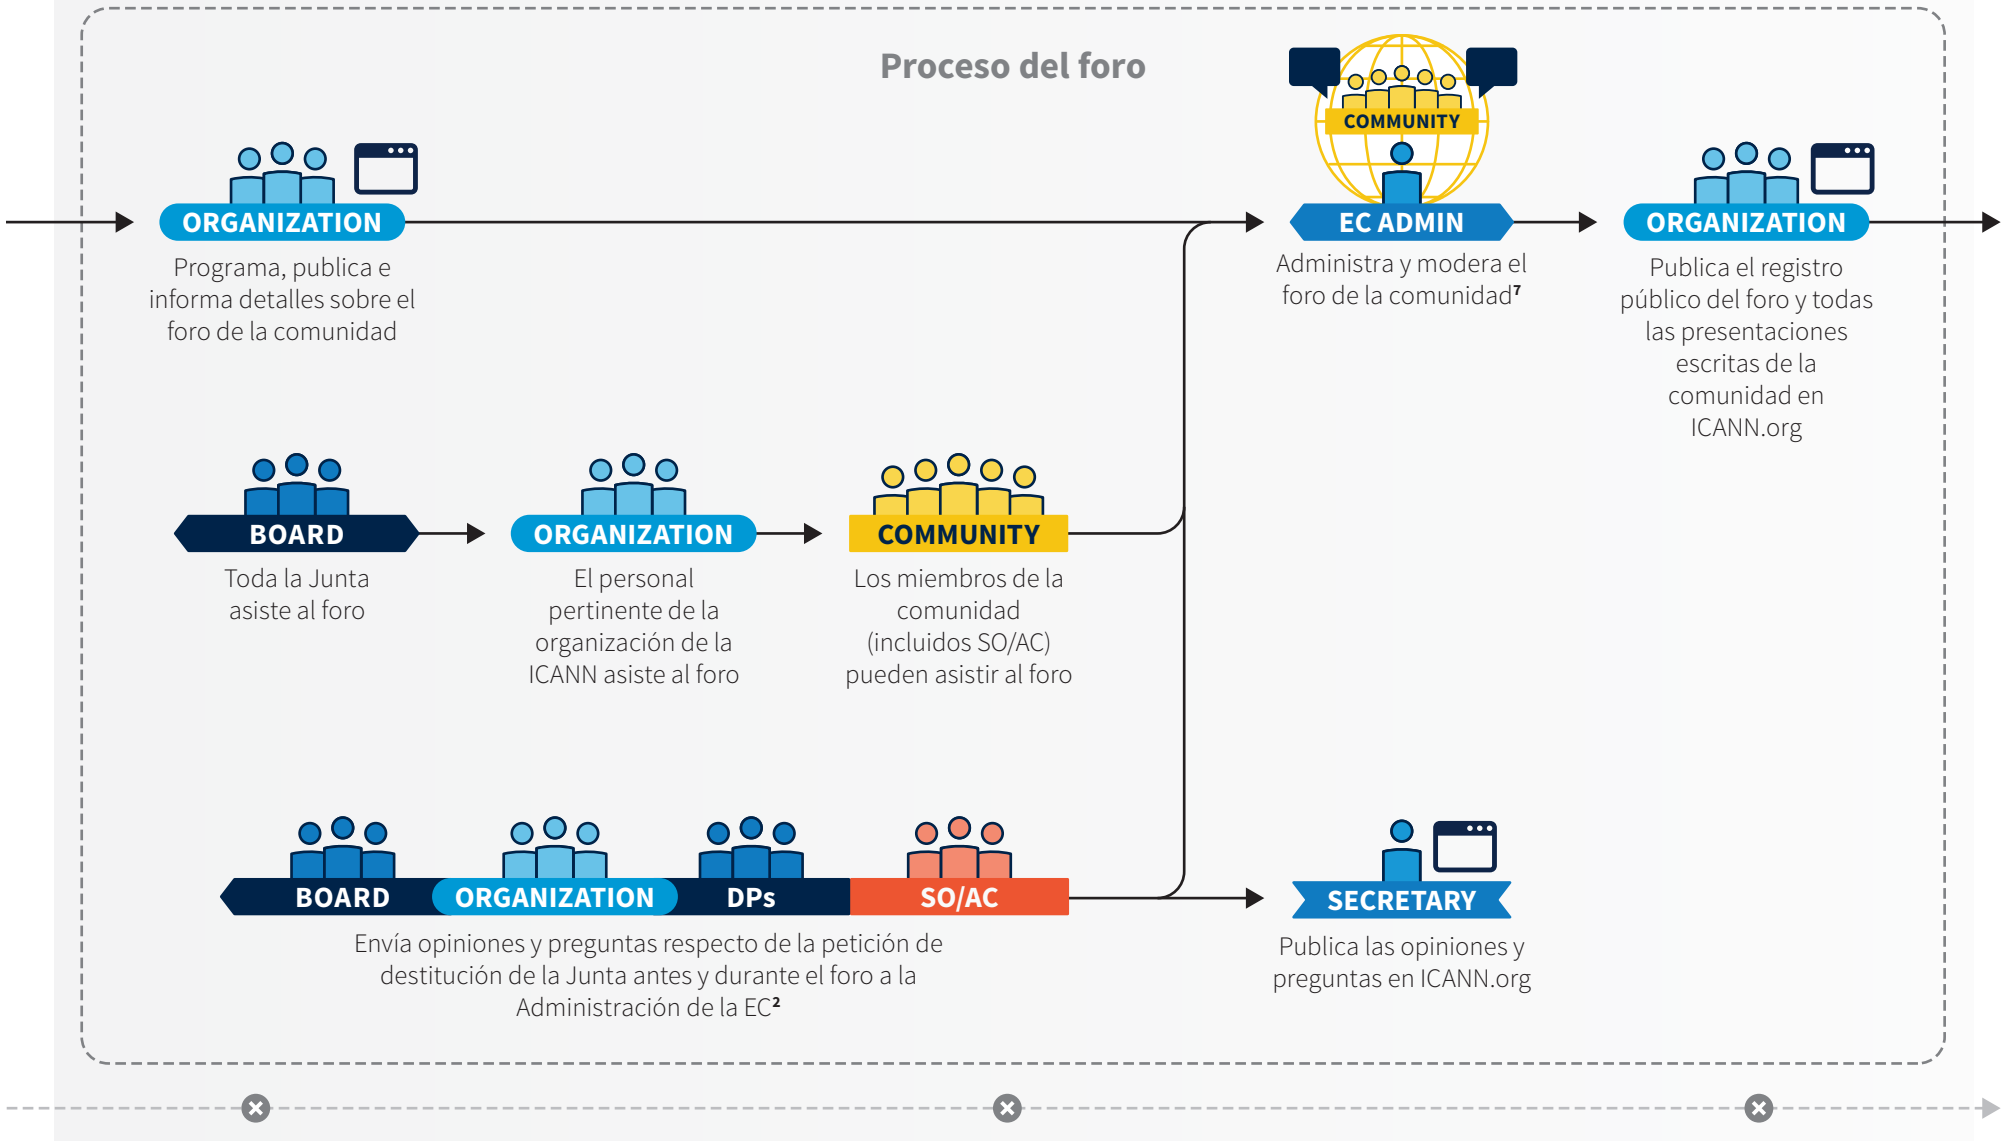 Proceso del foro
COMMUNITY
ORGANIZATION
Programa, publica e
informa detalles sobre el
foro de la comunidad
EC ADMIN
Administra y modera el
foro de la comunidad⁷
ORGANIZATION
Publica el registro
público del foro y todas
las presentaciones
escritas de la
comunidad en
ICANN.org
BOARD
Toda la Junta
asiste al foro
ORGANIZATION
El personal
pertinente de la
organización de la
ICANN asiste al foro
COMMUNITY
Los miembros de la
comunidad
(incluidos SO/AC)
pueden asistir al foro
BOARD ORGANIZATION DPs SO/AC
Envía opiniones y preguntas respecto de la petición de
destitución de la Junta antes y durante el foro a la
Administración de la EC²
SECRETARY
Publica las opiniones y
preguntas en ICANN.org